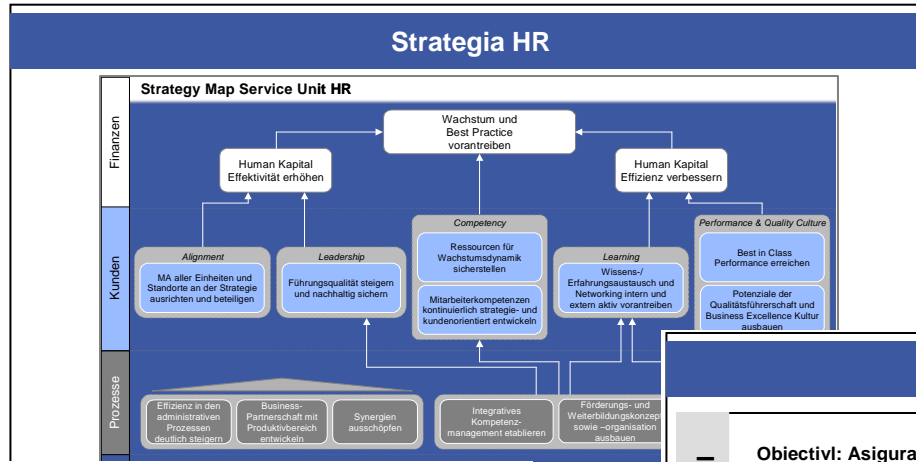 Strategia HR
Strategy Map Service Unit HR
Finanzen
Wachstum und
Best Practice
vorantreiben
Human Kapital
Effektivität erhöhen
Human Kapital
Effizienz verbessern
Kunden
Alignment
MA aller Einheiten und
Standorte an der Strategie
ausrichten und beteiligen
Leadership
Führungsqualität steigern
und nachhaltig sichern
Competency
Ressourcen für
Wachstumsdynamik
sicherstellen
Mitarbeiterkompetenzen
kontinuierlich strategie- und
kundenorientiert entwickeln
Learning
Wissens-/
Erfahrungsaustausch und
Networking intern und
extern aktiv vorantreiben
Performance & Quality Culture
Best in Class
Performance erreichen
Potenziale der
Qualitätsführerschaft und
Business Excellence Kultur
ausbauen
Prozesse
Effizienz in den
administrativen
Prozessen
deutlich steigern
Business-
Partnerschaft mit
Produktivbereich
entwickeln
Synergien
ausschöpfen
Integratives
Kompetenz-
management etablieren
Förderungs- und
Weiterbildungskonzept
sowie –organisation
ausbauen
Obiectivl: Asigura